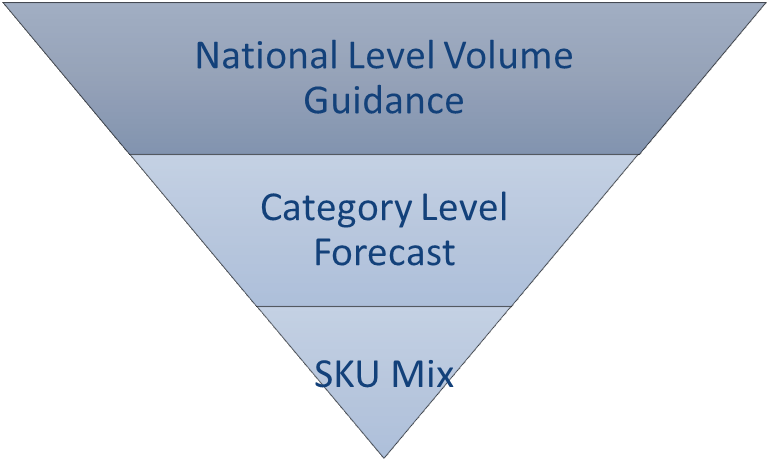 National Level Volume
Guidance
Category Level
Forecast
SKU Mix